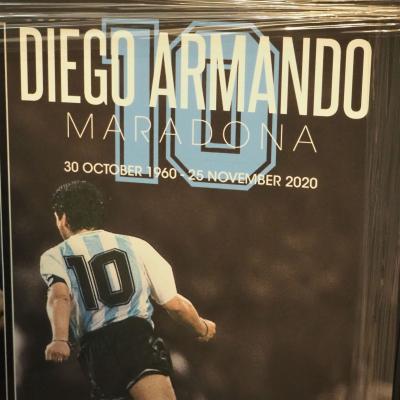 10
DIEGO ARMANDO
MARADONA
30 OCTOBER 1960 - 25 NOVEMBER 2020
10